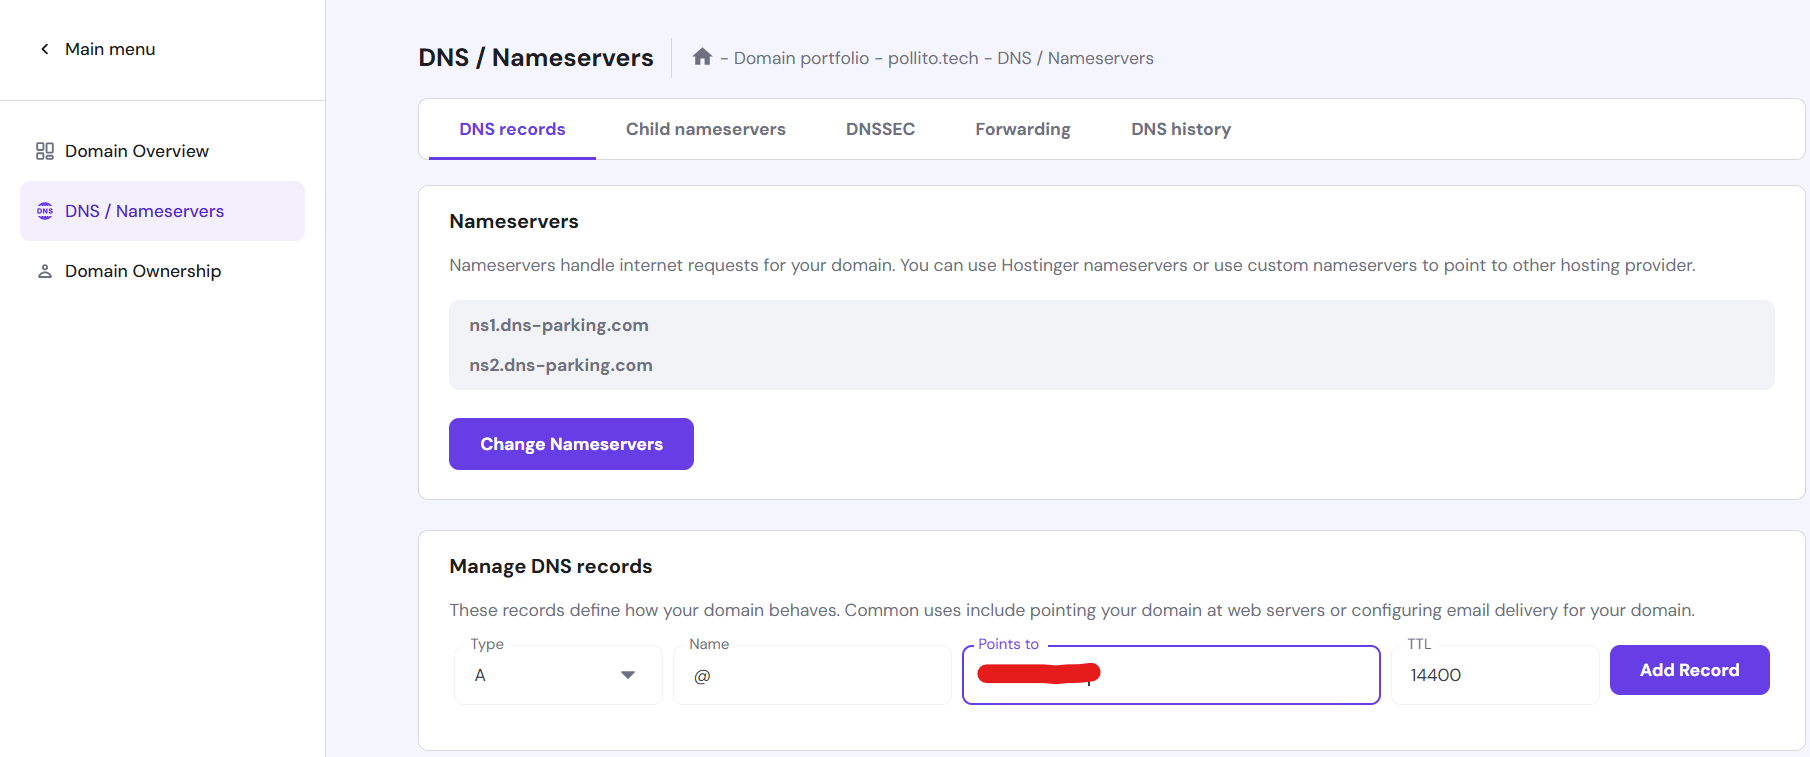 Main menu
Domain Overview
DNS
DNS / Nameservers
Domain Ownership
DNS / Nameservers
- Domain portfolio - pollito.tech - DNS / Nameservers
DNS records Child nameservers DNSSEC Forwarding DNS history
Nameservers
Nameservers handle internet requests for your domain. You can use Hostinger nameservers or use custom nameservers to point to other hosting provider.
ns1.dns-parking.com
ns2.dns-parking.com
Change Nameservers
Manage DNS records
These records define how your domain behaves. Common uses include pointing your domain at web servers or configuring email delivery for your domain.
Type Name Points to TTL
A @ 14400 Add Record